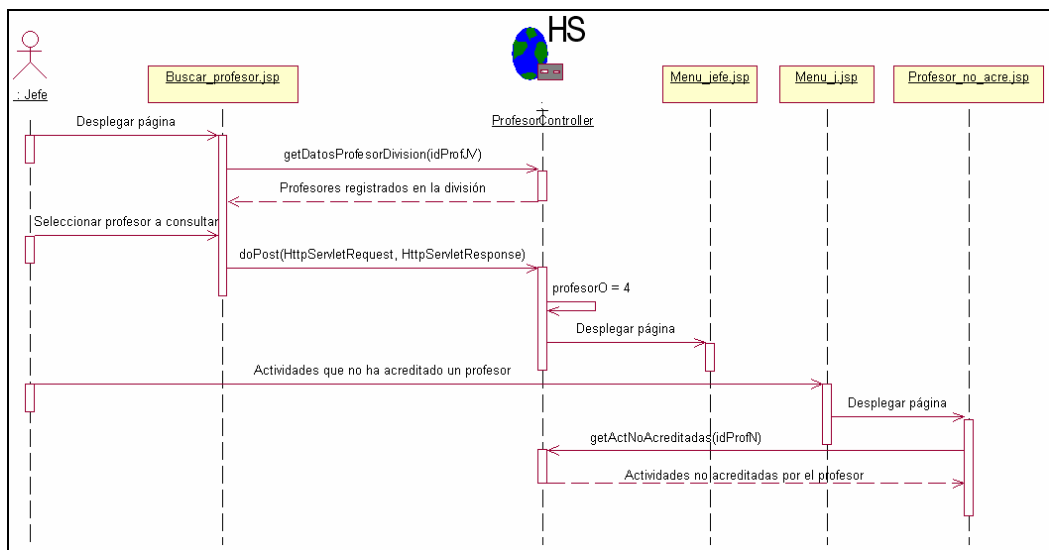 HS
: Jefe
Buscar_profesor.jsp
:
ProfesorController
Menu_jefe.jsp
Menu_j.jsp
Profesor_no_acre.jsp
Desplegar página
getDatosProfesorDivision(idProfJV)
Profesores registrados en la división
Seleccionar profesor a consultar
doPost(HttpServletRequest, HttpServletResponse)
profesorO = 4
Desplegar página
Actividades que no ha acreditado un profesor
Desplegar página
getActNoAcreditadas(idProfN)
Actividades no acreditadas por el profesor